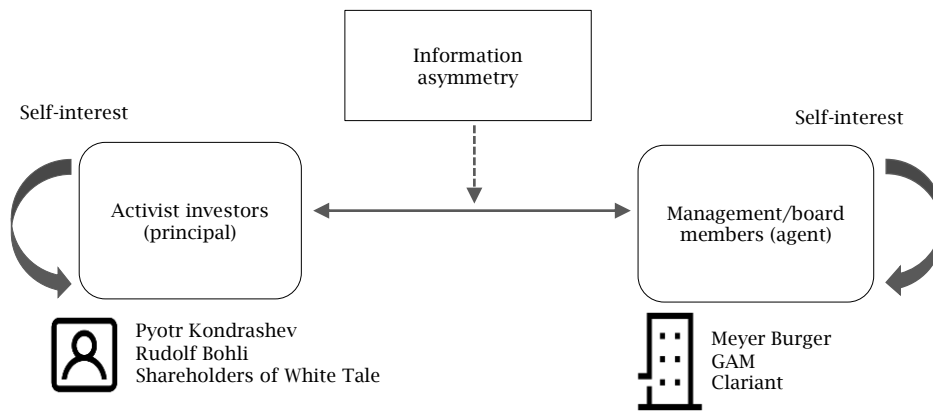 Information
asymmetry
Self-interest
Self-interest
Activist investors
(principal)
Management/board
members (agent)
Pyotr Kondrashev
Rudolf Bohli
Shareholders of White Tale
Meyer Burger
GAM
Clariant